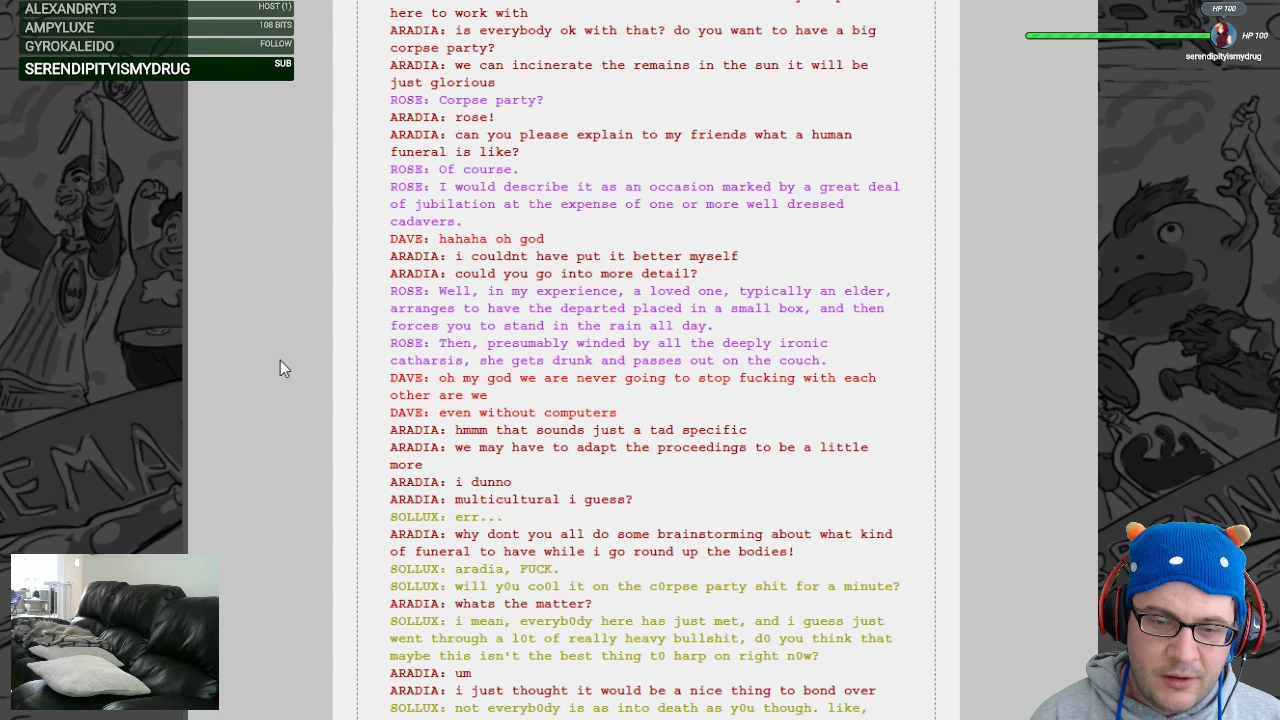 ALEXANDRYT3 HOST (1)
AMPYLUXE 108 BITS
GYROKALEIDO FOLLOW
SERENDIPITYISMYDRUG SUB
HP 100
HP 100
serendipityismydrug
here to work with
ARADIA: is everybody ok with that? do you want to have a big
corpse party?
ARADIA: we can incinerate the remains in the sun it will be
just glorious
ROSE: Corpse party?
ARADIA: rose!
ARADIA: can you please explain to my friends what a human
funeral is like?
ROSE: Of course.
ROSE: I would describe it as an occasion marked by a great deal
of jubilation at the expense of one or more well dressed
cadavers.
DAVE: hahaha oh god
ARADIA: i couldnt have put it better myself
ARADIA: could you go into more detail?
ROSE: Well, in my experience, a loved one, typically an elder,
arranges to have the departed placed in a small box, and then
forces you to stand in the rain all day.
ROSE: Then, presumably winded by all the deeply ironic
catharsis, she gets drunk and passes out on the couch.
DAVE: oh my god we are never going to stop fucking with each
other are we
DAVE: even without computers
ARADIA: hmmm that sounds just a tad specific
ARADIA: we may have to adapt the proceedings to be a little
more
ARADIA: i dunno
ARADIA: multicultural i guess?
SOLLUX: err...
ARADIA: why dont you all do some brainstorming about what kind
of funeral to have while i go round up the bodies!
SOLLUX: aradia, FUCK.
SOLLUX: will y0u co0l it on the c0rpse party shit for a minute?
ARADIA: whats the matter?
SOLLUX: i mean, everyb0dy here has just met, and i guess just
went through a l0t of really heavy bullshit, d0 you think that
maybe this isn't the best thing t0 harp on right n0w?
ARADIA: um
ARADIA: i just thought it would be a nice thing to bond over
SOLLUX: not everyb0dy is as into death as y0u though. like,